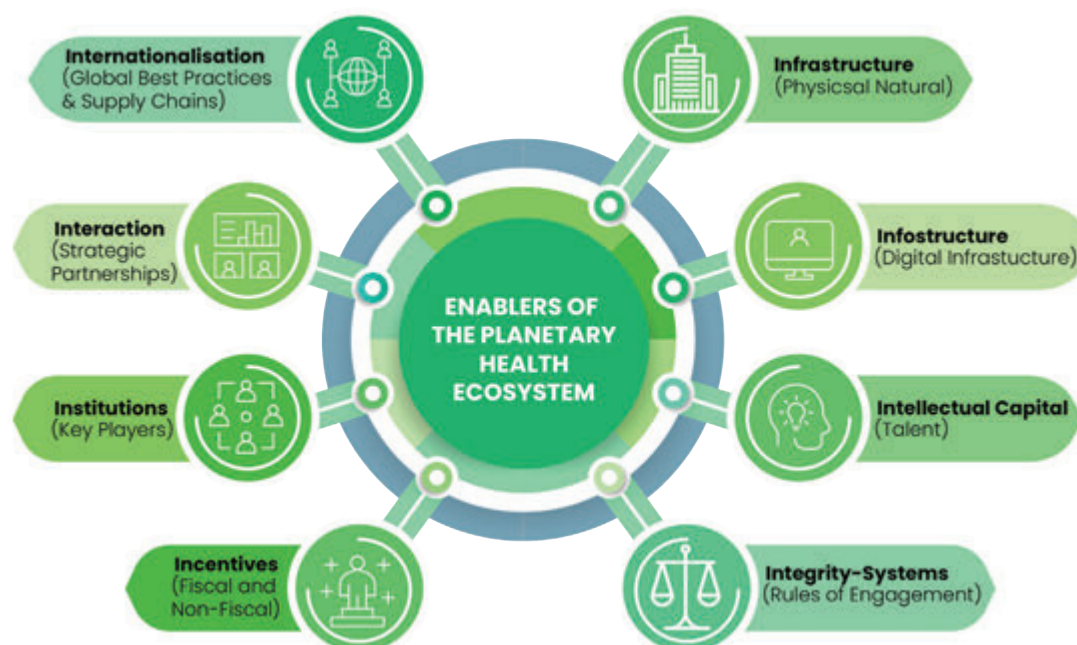 Internationalisation
(Global Best Practices
& Supply Chains)
Infrastructure
(Physicsal Natural)
Interaction
(Strategic
Partnerships)
Infostructure
(Digital Infrastucture)
ENABLERS OF
THE PLANETARY
HEALTH
ECOSYSTEM
Institutions
(Key Players)
Intellectual Capital
(Talent)
Incentives
(Fiscal and
Non-Fiscal)
Integrity-Systems
(Rules of Engagement)